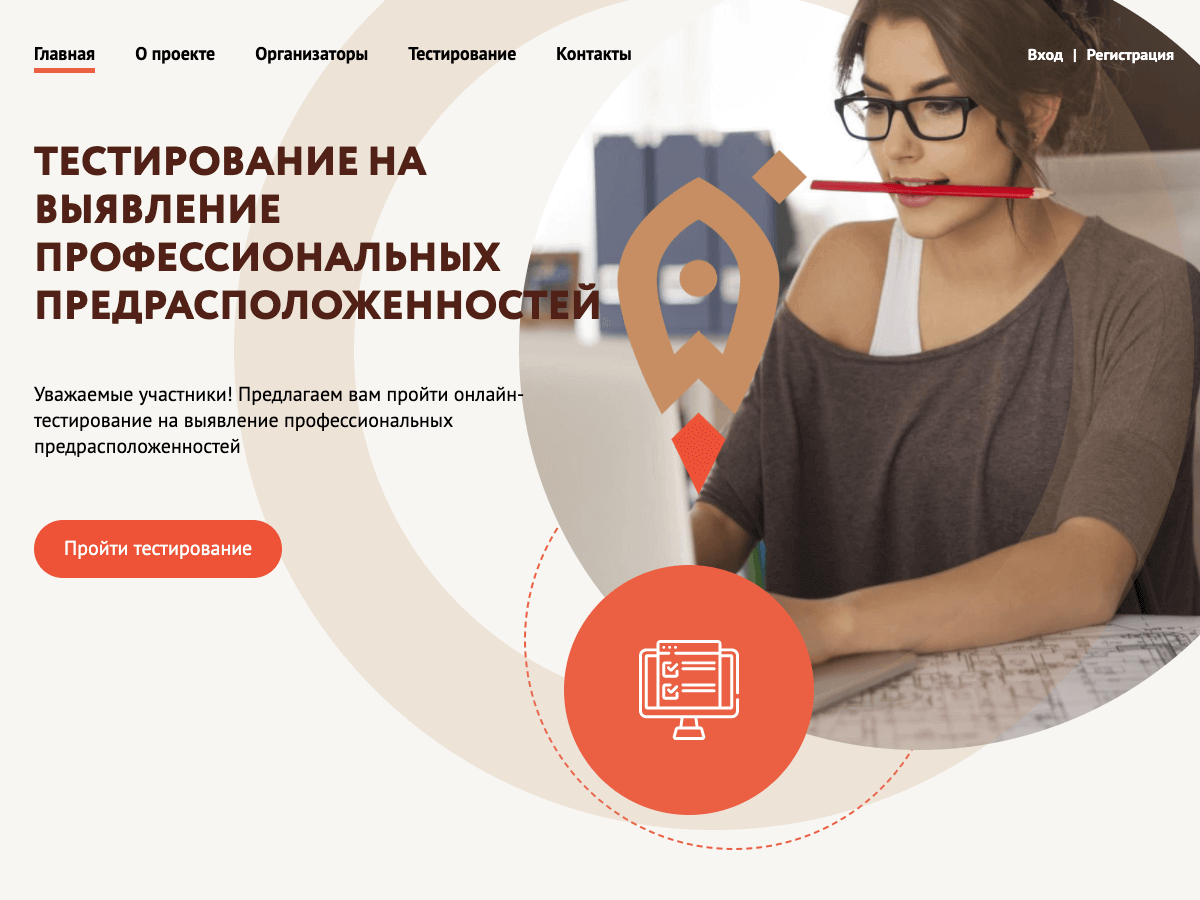 Главная О проекте Организаторы Тестирование Контакты Вход | Регистрация
ТЕСТИРОВАНИЕ НА
ВЫЯВЛЕНИЕ
ПРОФЕССИОНАЛЬНЫХ
ПРЕДРАСПОЛОЖЕННОСТЕЙ
Уважаемые участники! Предлагаем вам пройти онлайн-
тестирование на выявление профессиональных
предрасположенностей
Пройти тестирование